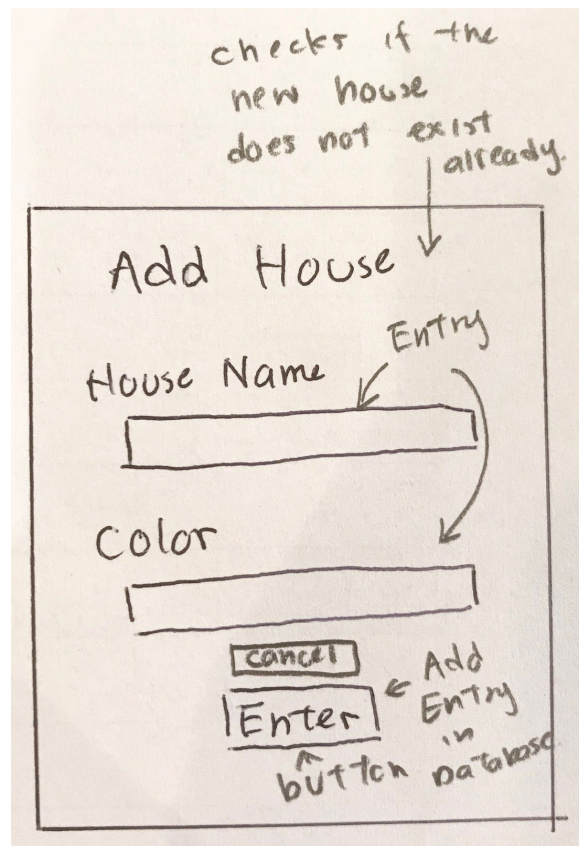 checks if the
new house
does not exist
already.
Add House
Entry
House Name
Color
cancel
Enter
Add
Entry
in
Database.
button